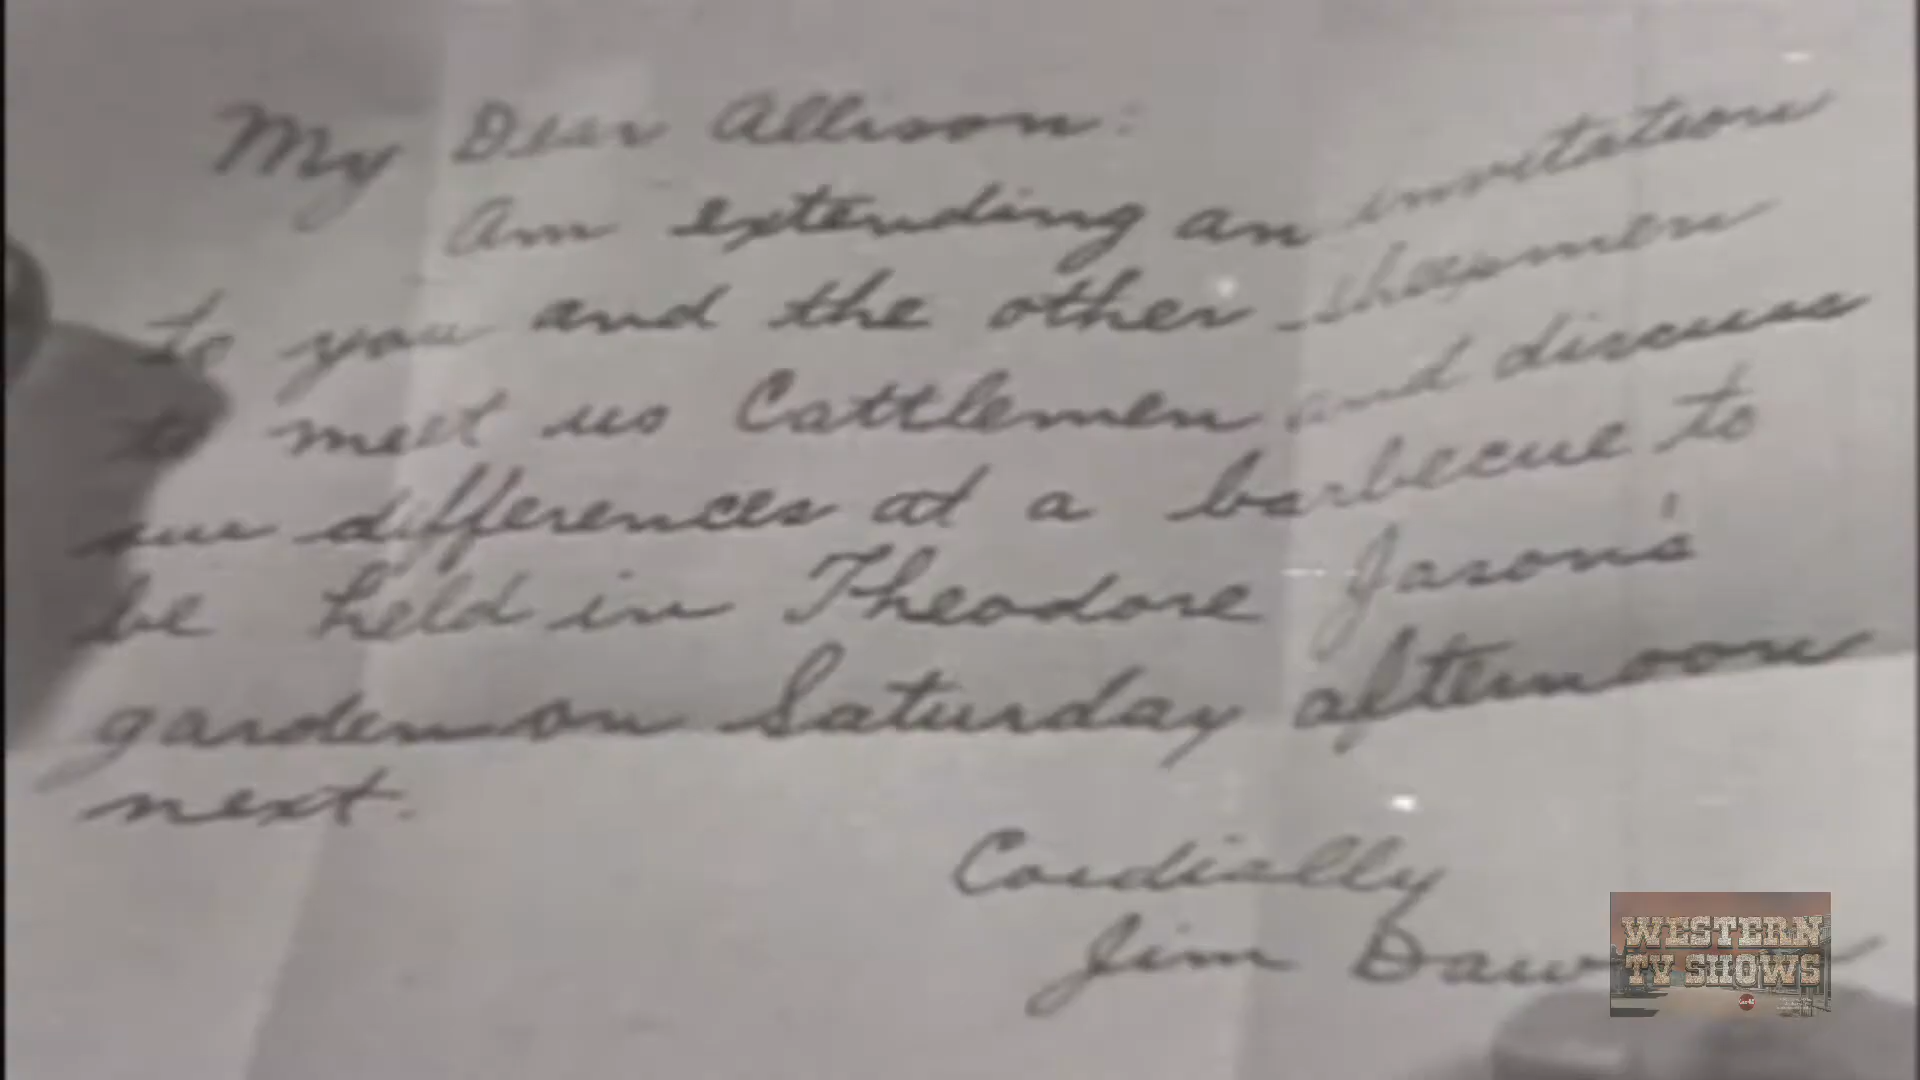 My Dear Allison:
Am extending an invitation
to you and the other sheepmen
to meet us Cattlemen and discuss
our differences at a barbecue to
be held in Theodore Jason's
garden on Saturday afternoon
next.
Cordially
Jim
WESTERN
TV SHOWS